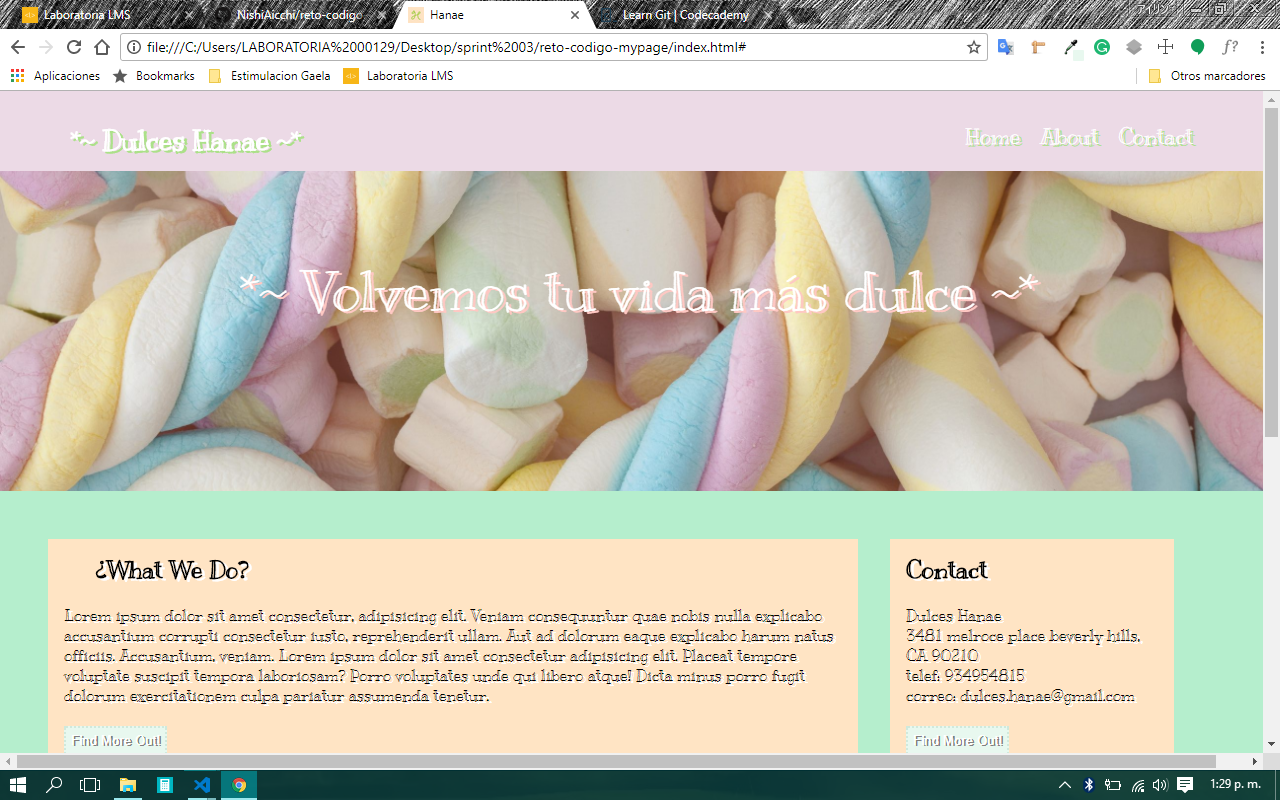 Laboratoria LMS
NishiAicchi/reto-codigo
Hanae
Learn Git | Codecademy
file:///C:/Users/LABORATORIA%2000129/Desktop/sprint%2003/reto-codigo-mypage/index.html#
f?
Aplicaciones
Bookmarks
Estimulacion Gaela
Laboratoria LMS
Otros marcadores
*~ Dulces Hanae ~*
Home About Contact
*~ Volvemos tu vida más dulce ~*
¿What We Do?
Lorem ipsum dolor sit amet consectetur, adipisicing elit. Veniam consequuntur quae nobis nulla explicabo
accusantium corrupti consectetur iusto, reprehenderit ullam. Aut ad dolorum eaque explicabo harum natus
officiis. Accusantium, veniam. Lorem ipsum dolor sit amet consectetur adipisicing elit. Placeat tempore
voluptate suscipit tempora laboriosam? Porro voluptates unde qui libero atque! Dicta minus porro fugit
dolorum exercitationem culpa pariatur assumenda tenetur.
Find More Out!
Contact
Dulces Hanae
3481 melroce place beverly hills,
CA 90210
telef: 934954815
correo: dulces.hanae@gmail.com
Find More Out!
1:29 p. m.